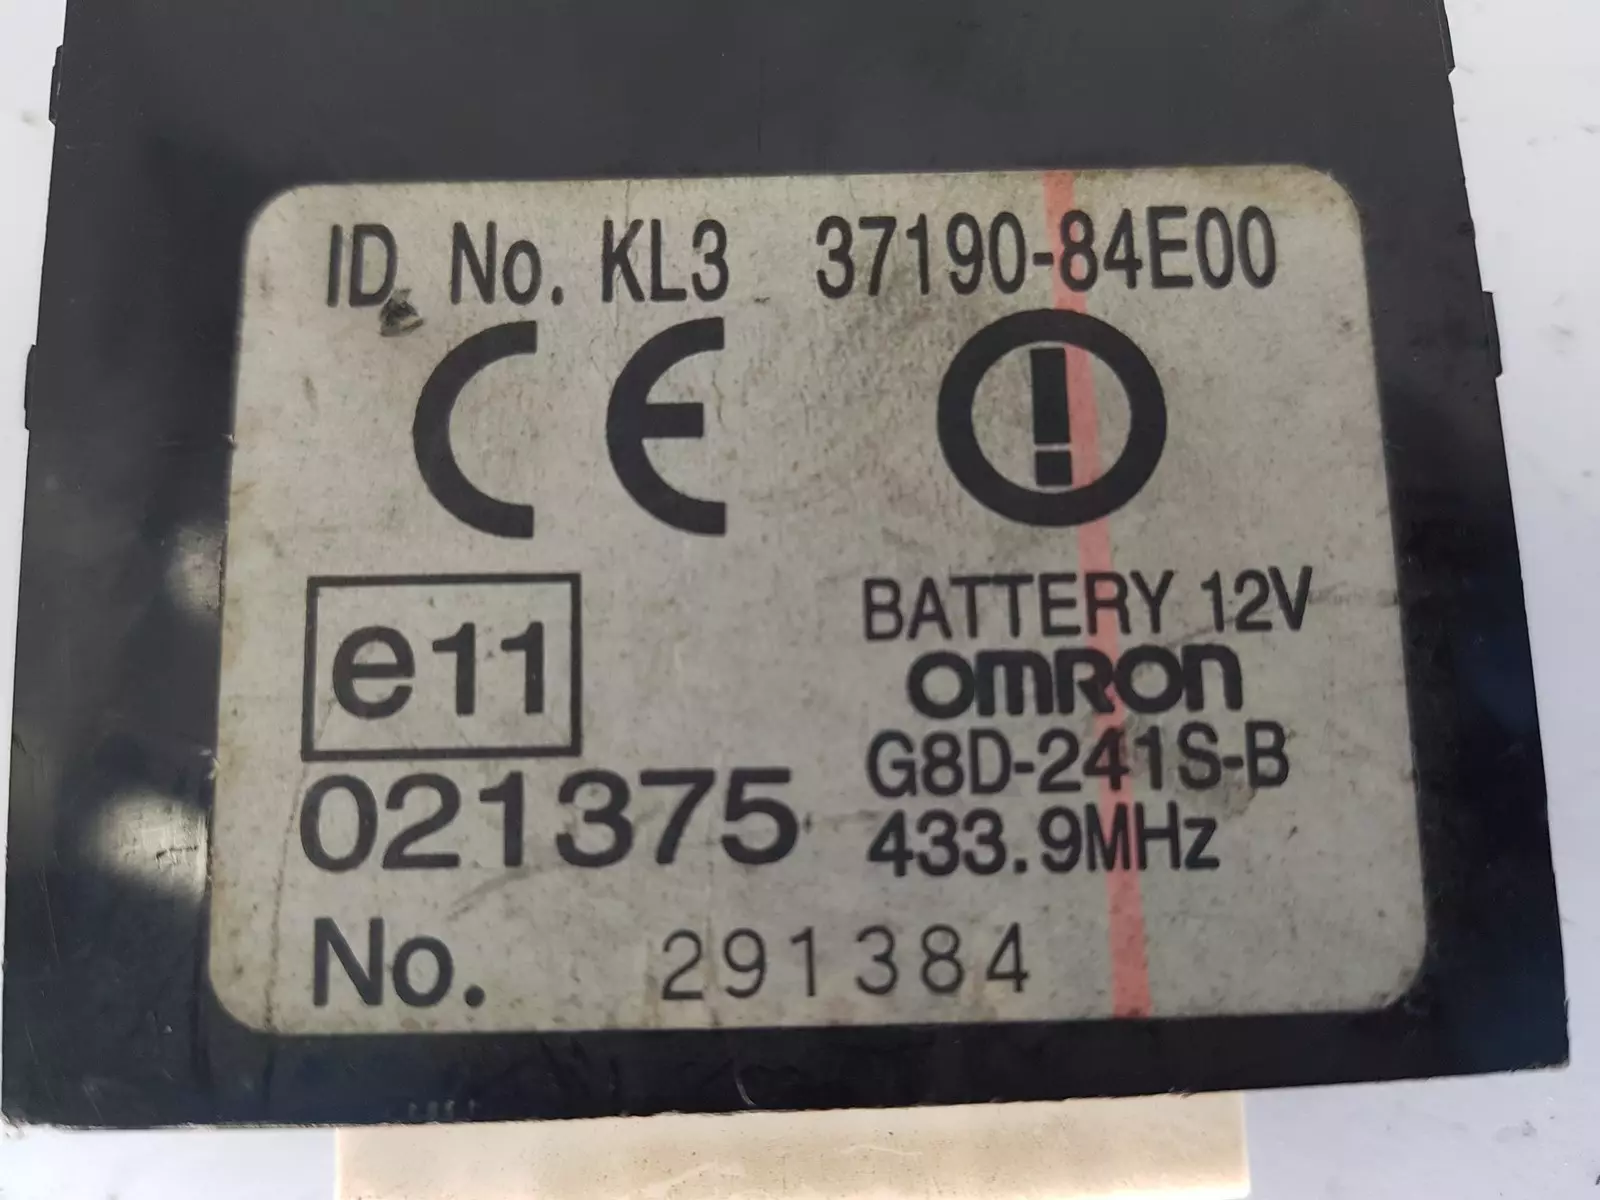 ID. No. KL3 37190-84E00
CE
e11
021375
BATTERY 12V
OMRON
G8D-241S-B
433.9MHz
No. 291384